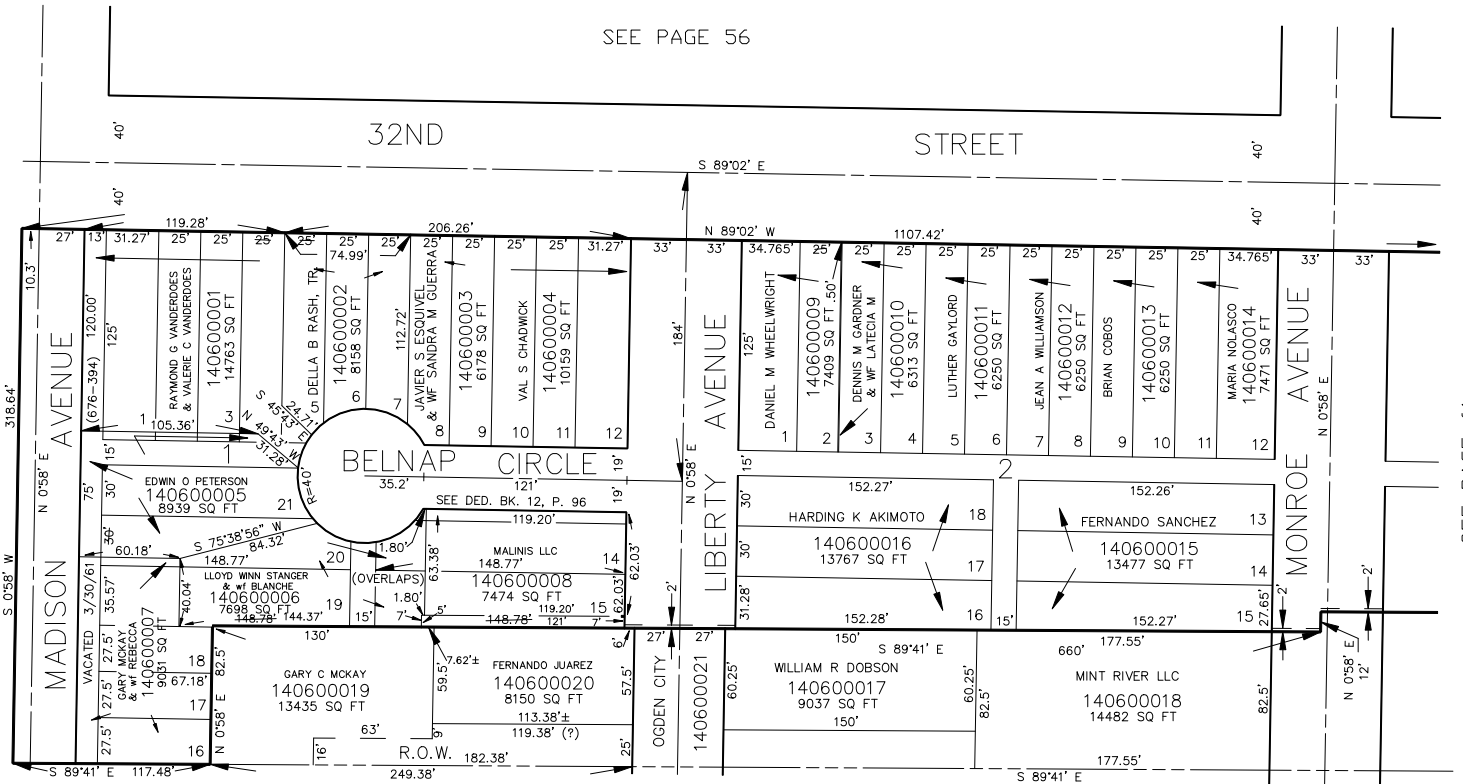 SEE PAGE 56
40'
32ND STREET
40'
S 89°02' E
40'
40'
119.28'
206.26'
N 89°02' W
1107.42'
27'
13'
31.27'
25'
25'
25'
25'
25'
25'
25'
25'
25'
31.27'
33'
33'
34.765'
25'
25'
25'
25'
25'
25'
25'
25'
25'
34.765'
33'
33'
74.99'
10.3'
120.00'
(676-394)
125'
RAYMOND G VANDERDOES
& VALERIE C VANDERDOES
140600001
14763 SQ FT
DELLA B RASH, TR.
140600002
8158 SQ FT
112.72'
JAVIER S ESQUIVEL
& WF SANDRA M GUERRA
140600003
6178 SQ FT
VAL S CHADWICK
140600004
10159 SQ FT
184'
125'
DANIEL M WHEELWRIGHT
140600009
7409 SQ FT
.50'
DENNIS M GARDNER
& WF LATECIA M
140600010
6313 SQ FT
LUTHER GAYLORD
140600011
6250 SQ FT
JEAN A WILLIAMSON
140600012
6250 SQ FT
BRIAN COBOS
140600013
6250 SQ FT
MARIA NOLASCO
140600014
7471 SQ FT
1
3
5
6
7
8
9
10
11
12
1
2
3
4
5
6
7
8
9
10
11
12
S 45°43' E
24.71'
N 49°43' W
31.28'
105.36'
1
318.64'
S 0°58' W
N 0°58' E
MADISON AVENUE
LIBERTY AVENUE
N 0°58' E
MONROE AVENUE
N 0°58' E
BELNAP CIRCLE
R=40'
35.2'
121'
19'
19'
SEE DED. BK. 12, P. 96
15'
30'
75'
30'
EDWIN O PETERSON
140600005
8939 SQ FT
21
S 75°38'56" W
84.32'
60.18'
148.77'
20
LLOYD WINN STANGER
& wf BLANCHE
140600006
7698 SQ FT
19
148.78'
144.37'
40.04'
35.57'
15'
7'
(OVERLAPS)
1.80'
1.80'
63.38'
119.20'
MALINIS LLC
148.77'
14
140600008
7474 SQ FT
5'
119.20'
15
148.78'
121'
7'
62.03'
62.03'
2'
15'
30'
30'
31.28'
2
152.27'
HARDING K AKIMOTO
18
140600016
13767 SQ FT
17
16
152.28'
15'
152.26'
FERNANDO SANCHEZ
13
140600015
13477 SQ FT
14
15
152.27'
27.65'
2'
2'
VACATED 3/30/61
27.5'
27.5'
27.5'
GARY MCKAY
& wf REBECCA
140600007
9031 SQ FT
18
67.18'
17
16
82.5'
N 0°58' E
130'
GARY C MCKAY
140600019
13435 SQ FT
7.62'±
59.5'
FERNANDO JUAREZ
140600020
8150 SQ FT
113.38'±
119.38' (?)
6'
57.5'
25'
63'
16'
9
R.O.W.
182.38'
249.38'
S 89°41' E
117.48'
27'
27'
OGDEN CITY
140600021
60.25'
150'
S 89°41' E
WILLIAM R DOBSON
140600017
9037 SQ FT
150'
60.25'
82.5'
177.55'
660'
MINT RIVER LLC
140600018
14482 SQ FT
82.5'
177.55'
S 89°41' E
N 0°58' E
12'